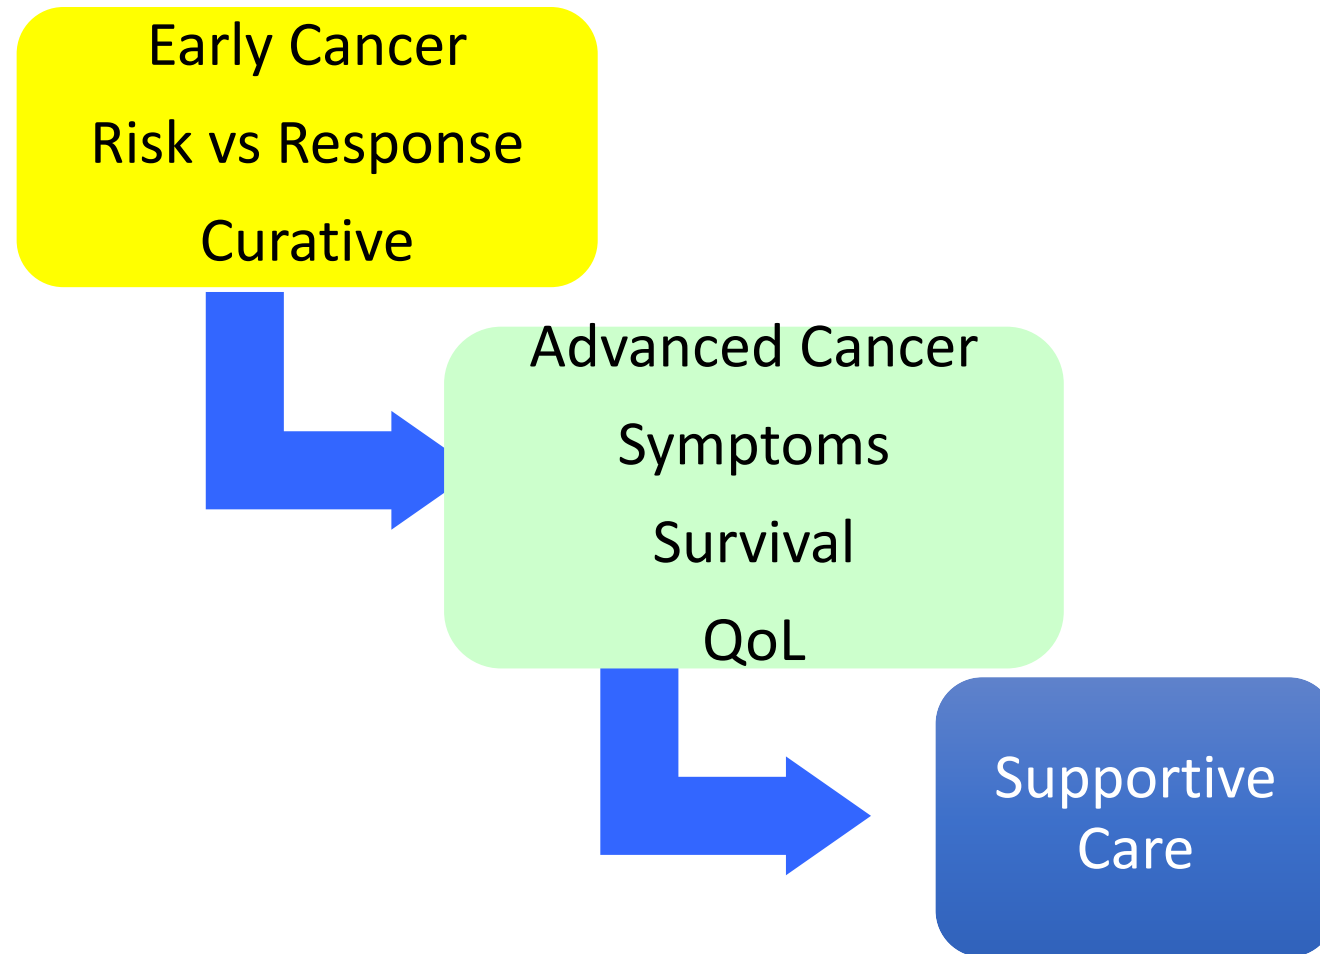 Early Cancer
Risk vs Response
Curative
Advanced Cancer
Symptoms
Survival
QoL
Supportive
Care